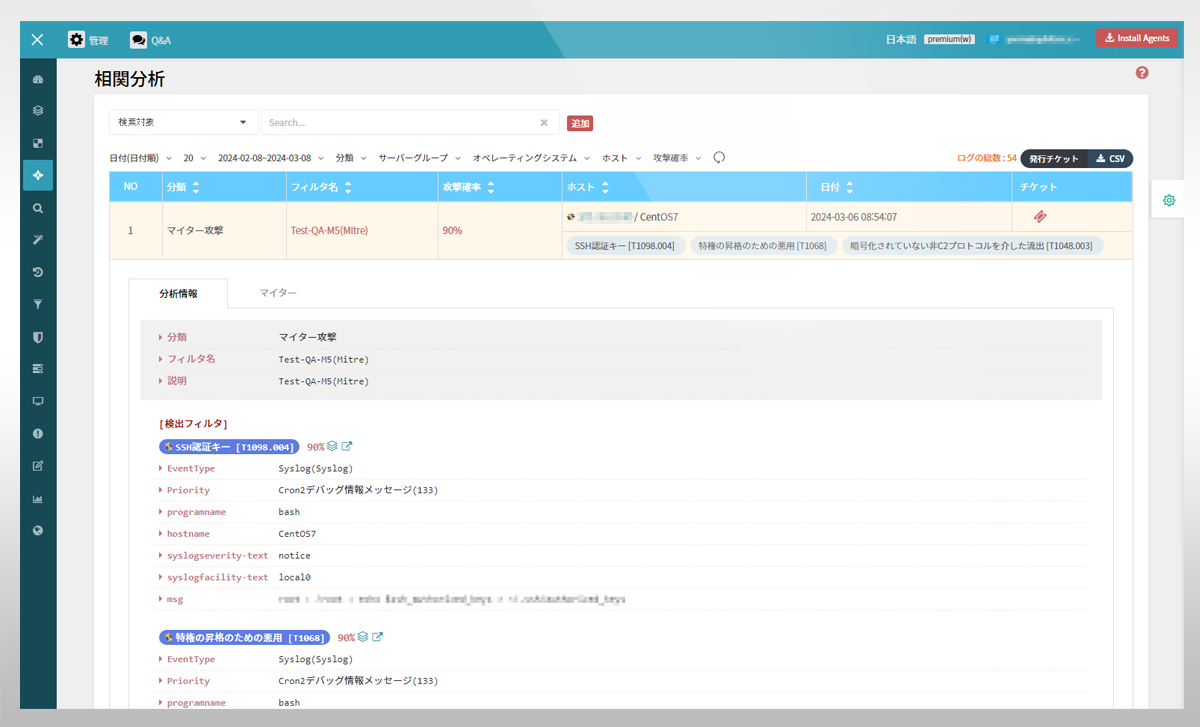 管理 Q&A 日本語 premium(w) Install Agents
相関分析 ?
検索対象 Search... 追加
日付(日付順) 20 2024-02-08~2024-03-08 分類 サーバーグループ オペレーティングシステム ホスト 攻撃確率 ログの総数 : 54 発行チケット CSV
NO 分類 フィルタ名 攻撃確率 ホスト 日付 チケット
1 マイター攻撃 Test-QA-M5(MItre) 90% / CentOS7 2024-03-06 08:54:07
SSH認証キー [T1098.004] 特権の昇格のための悪用 [T1068] 暗号化されていない非C2プロトコルを介した流出 [T1048.003]
分析情報 マイター
分類 マイター攻撃
フィルタ名 Test-QA-M5(Mitre)
説明 Test-QA-M5(Mitre)
[検出フィルタ]
SSH認証キー [T1098.004] 90%
EventType Syslog(Syslog)
Priority Cron2デバッグ情報メッセージ(133)
programname bash
hostname CentOS7
syslogseverity-text notice
syslogfacility-text local0
msg
特権の昇格のための悪用 [T1068] 90%
EventType Syslog(Syslog)
Priority Cron2デバッグ情報メッセージ(133)
programname bash